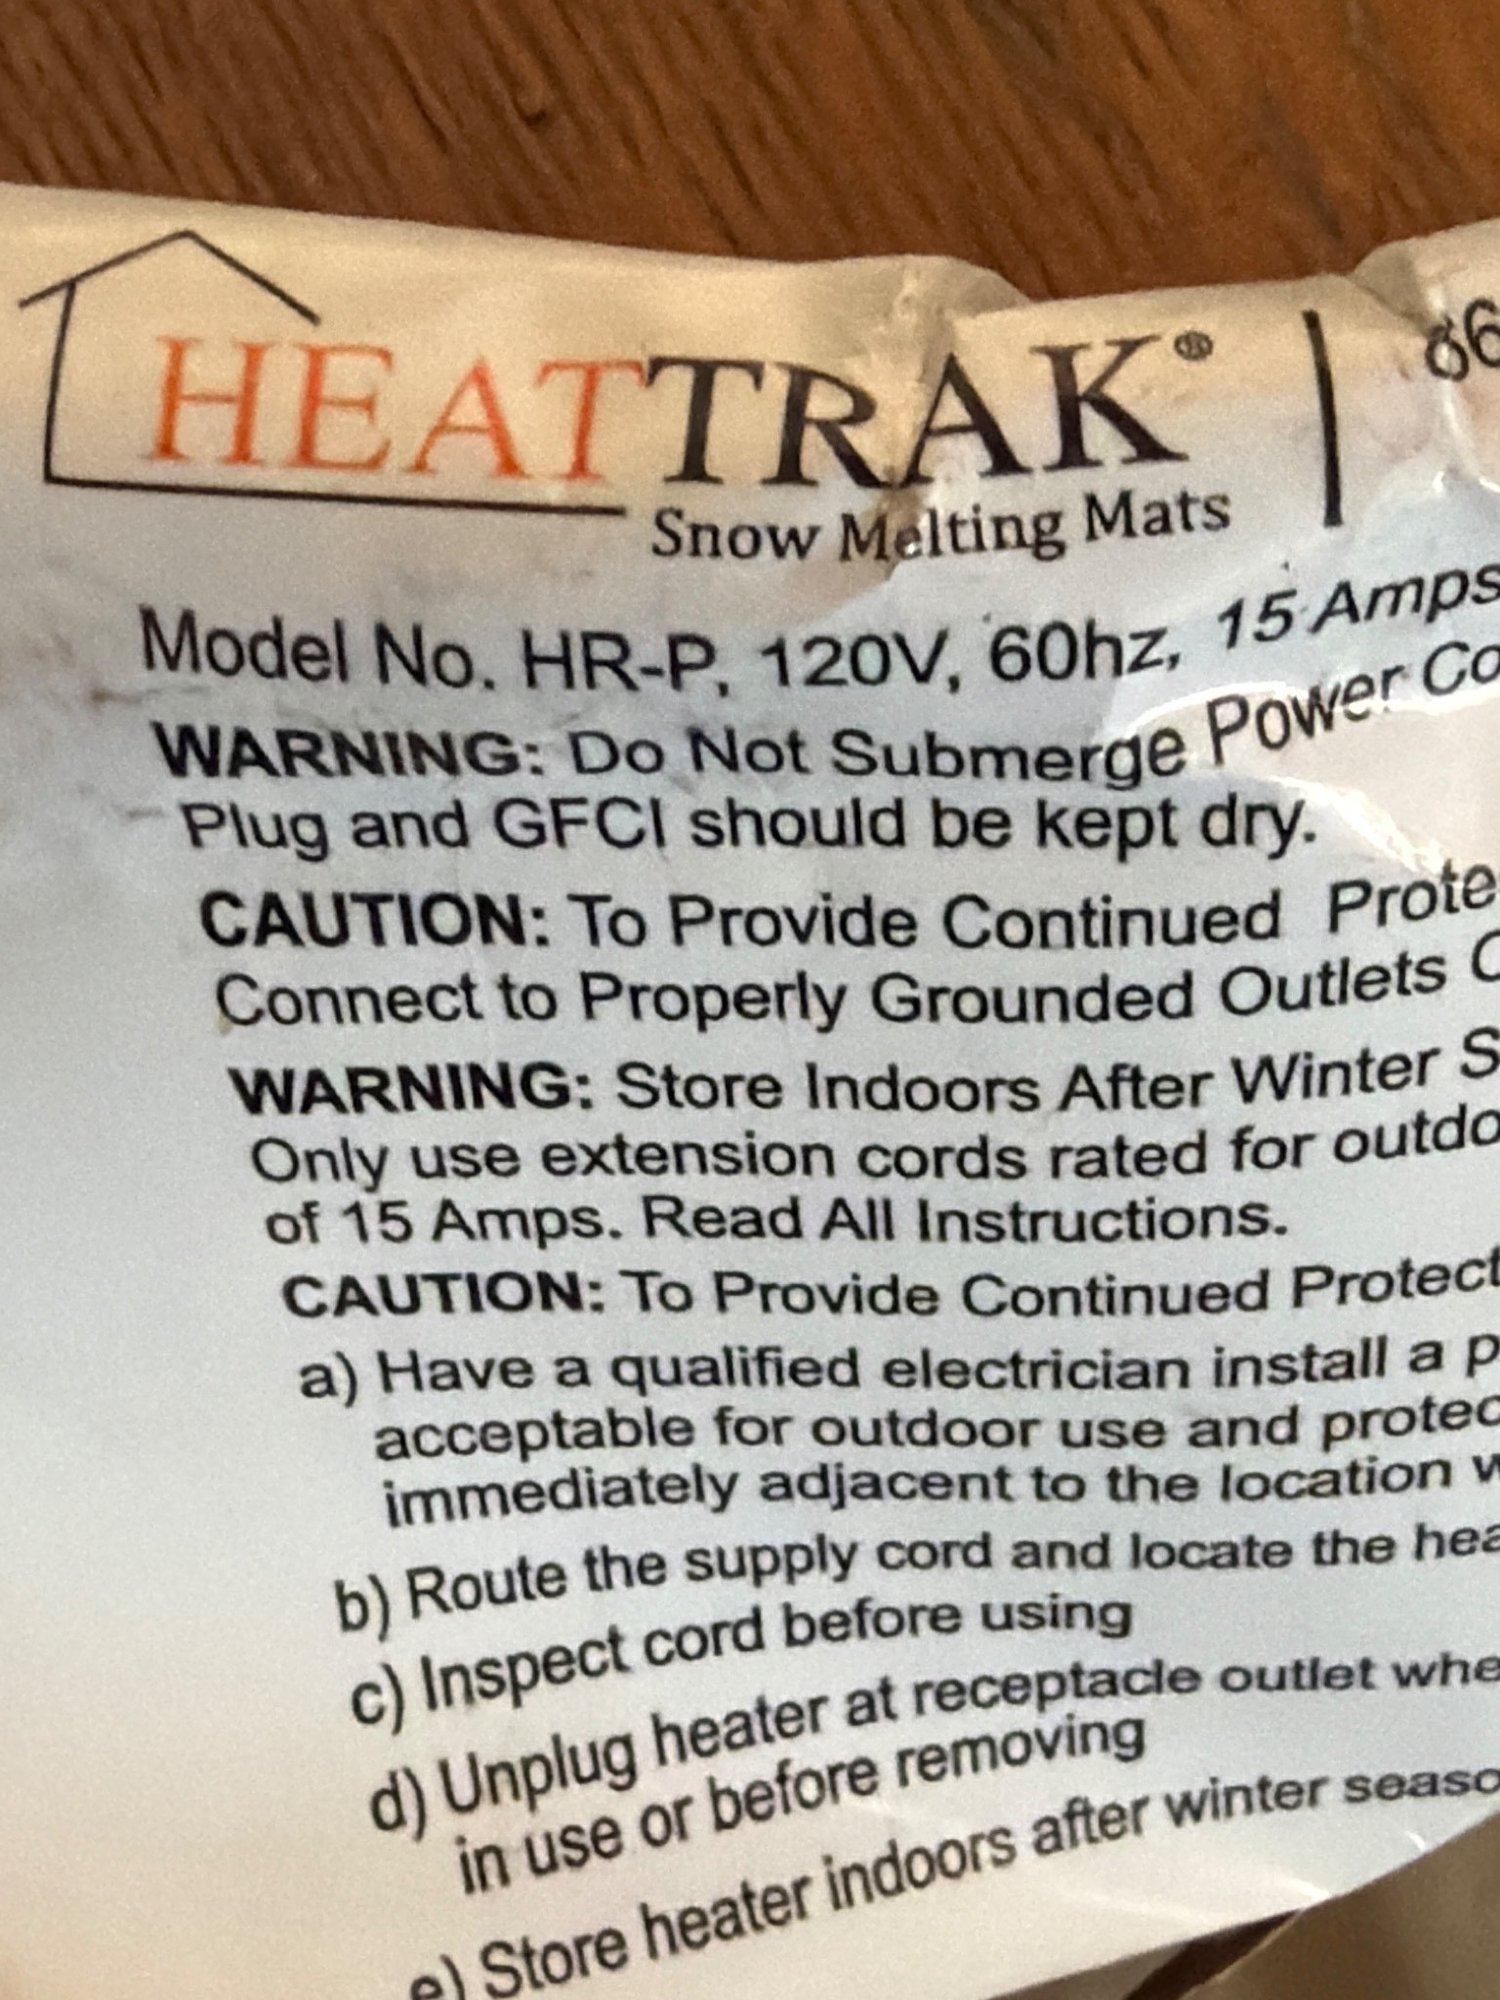 HEATTRAK®
Snow Melting Mats
Model No. HR-P, 120V, 60hz, 15 Amps
WARNING: Do Not Submerge Power
Plug and GFCI should be kept dry.
CAUTION: To Provide Continued
Connect to Properly Grounded Outlets
WARNING: Store Indoors After Winter
Only use extension cords rated for
of 15 Amps. Read All Instructions.
CAUTION: To Provide Continued
a) Have a qualified electrician install a
acceptable for outdoor use and
immediately adjacent to the location
b) Route the supply cord and locate the
c) Inspect cord before using
d) Unplug heater at receptacle outlet
in use or before removing
e) Store heater indoors after winter